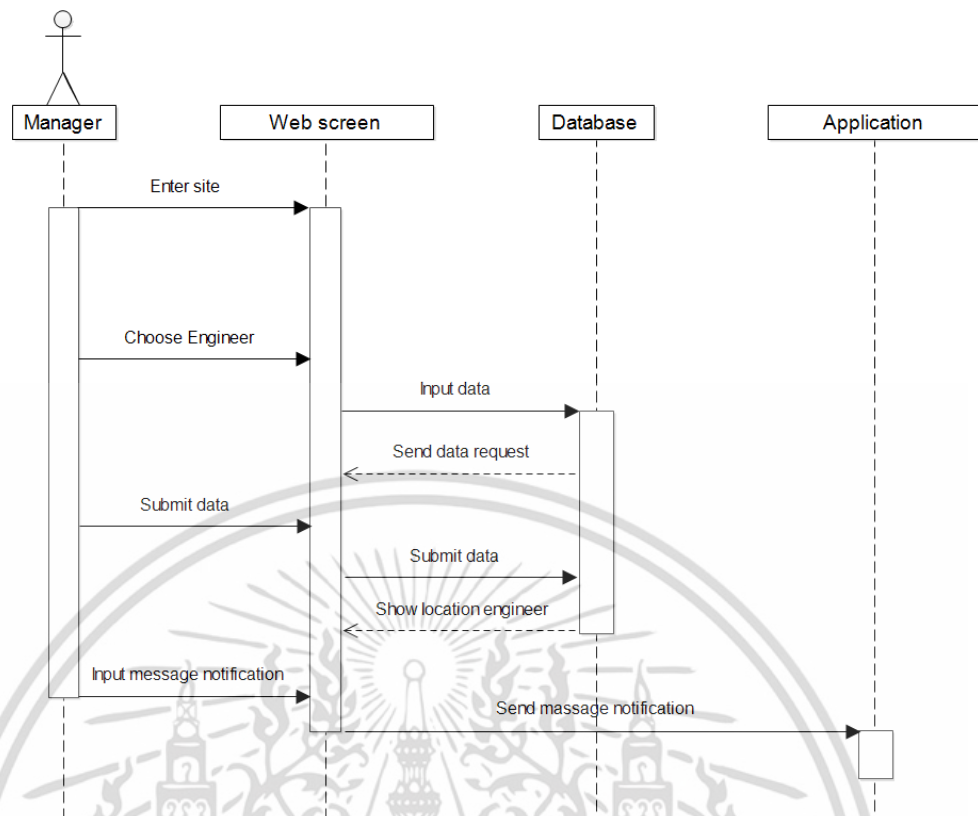 Manager
Web screen
Database
Application
Enter site
Choose Engineer
Input data
Send data request
Submit data
Submit data
Show location engineer
Input message notification
Send massage notification